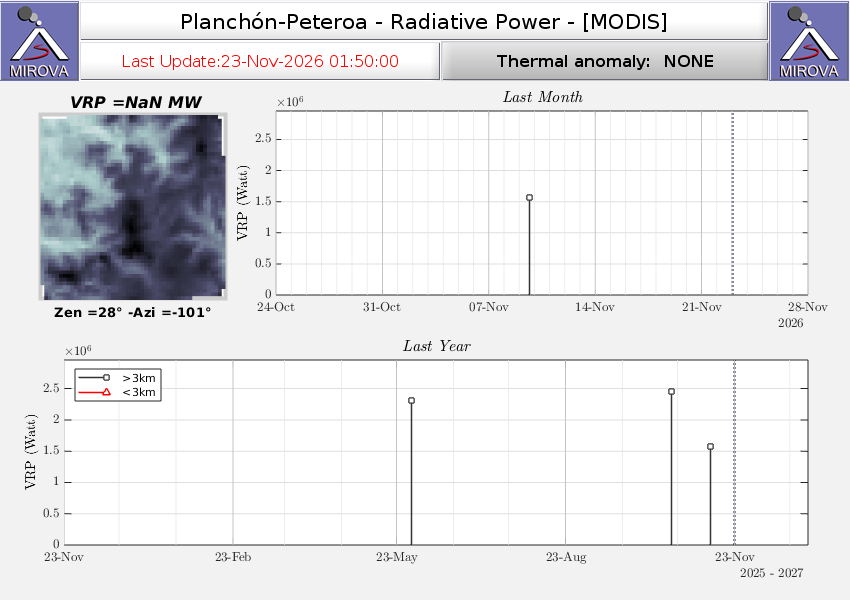 Planchón-Peteroa - Radiative Power - [MODIS]
MIROVA
Last Update:23-Nov-2026 01:50:00
Thermal anomaly: NONE
MIROVA
VRP =NaN MW
Zen =28° -Azi =-101°
Last Month
×10⁶
VRP (Watt)
2.5
2
1.5
1
0.5
0
24-Oct
31-Oct
07-Nov
14-Nov
21-Nov
28-Nov
2026
Last Year
×10⁶
VRP (Watt)
>3km
<3km
2.5
2
1.5
1
0.5
0
23-Nov
23-Feb
23-May
23-Aug
23-Nov
2025 - 2027